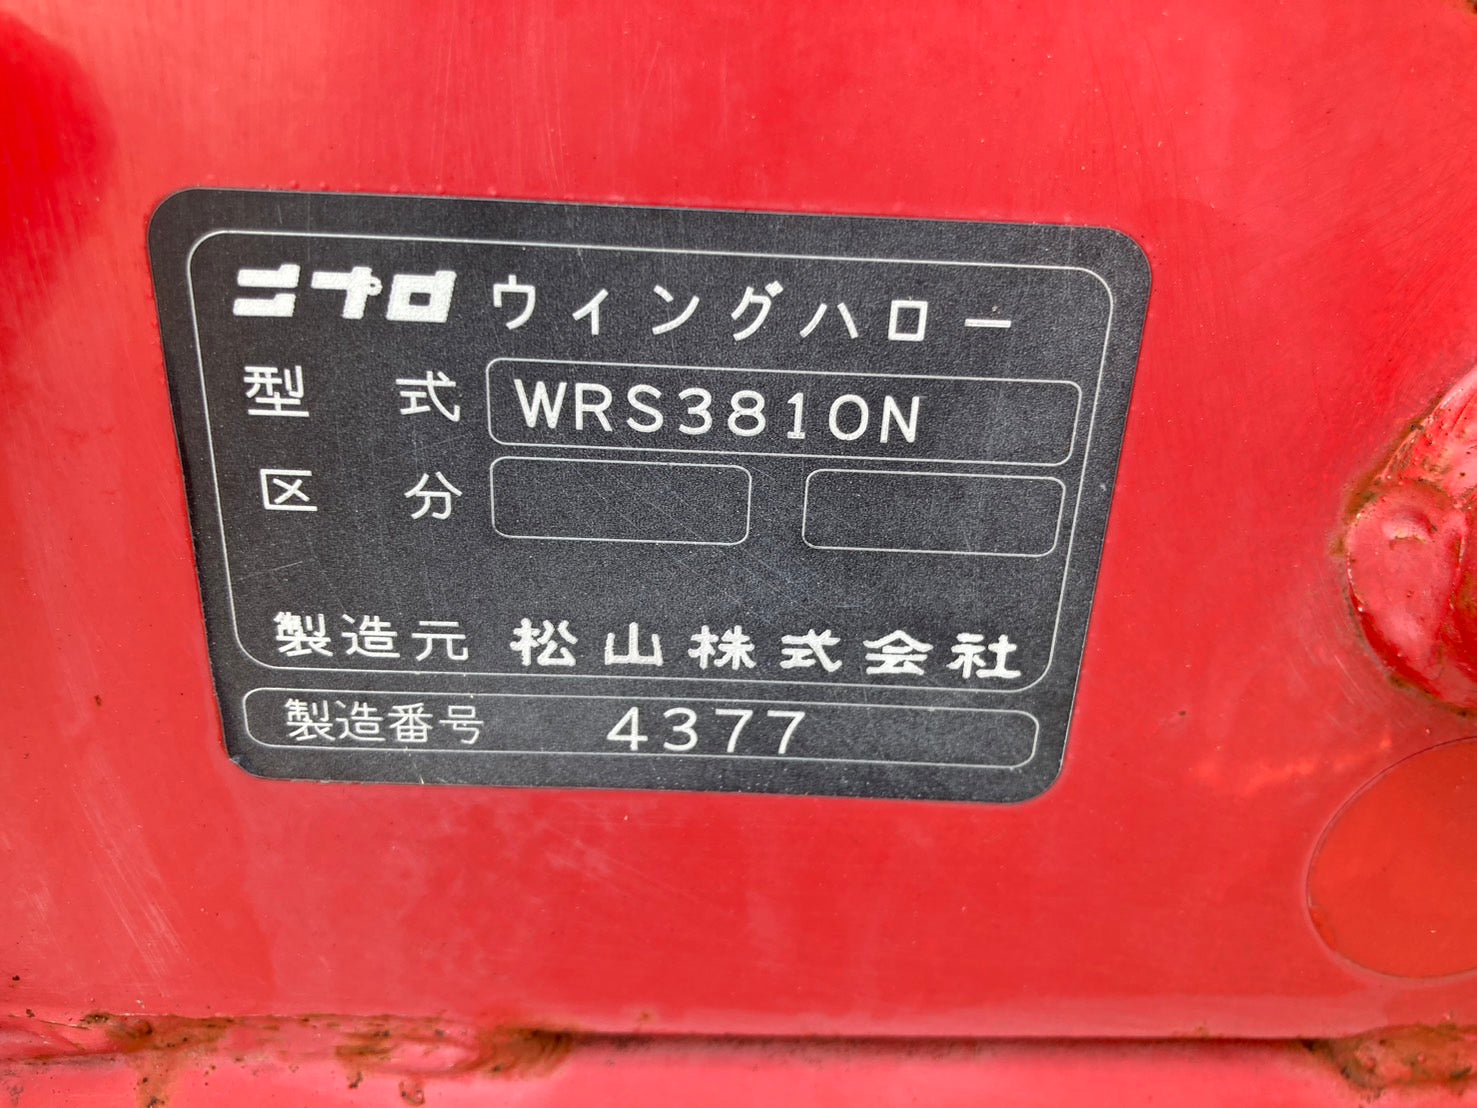 ニプロ ウィングハロー
型式 WRS3810N
区分
製造元 松山株式会社
製造番号 4377